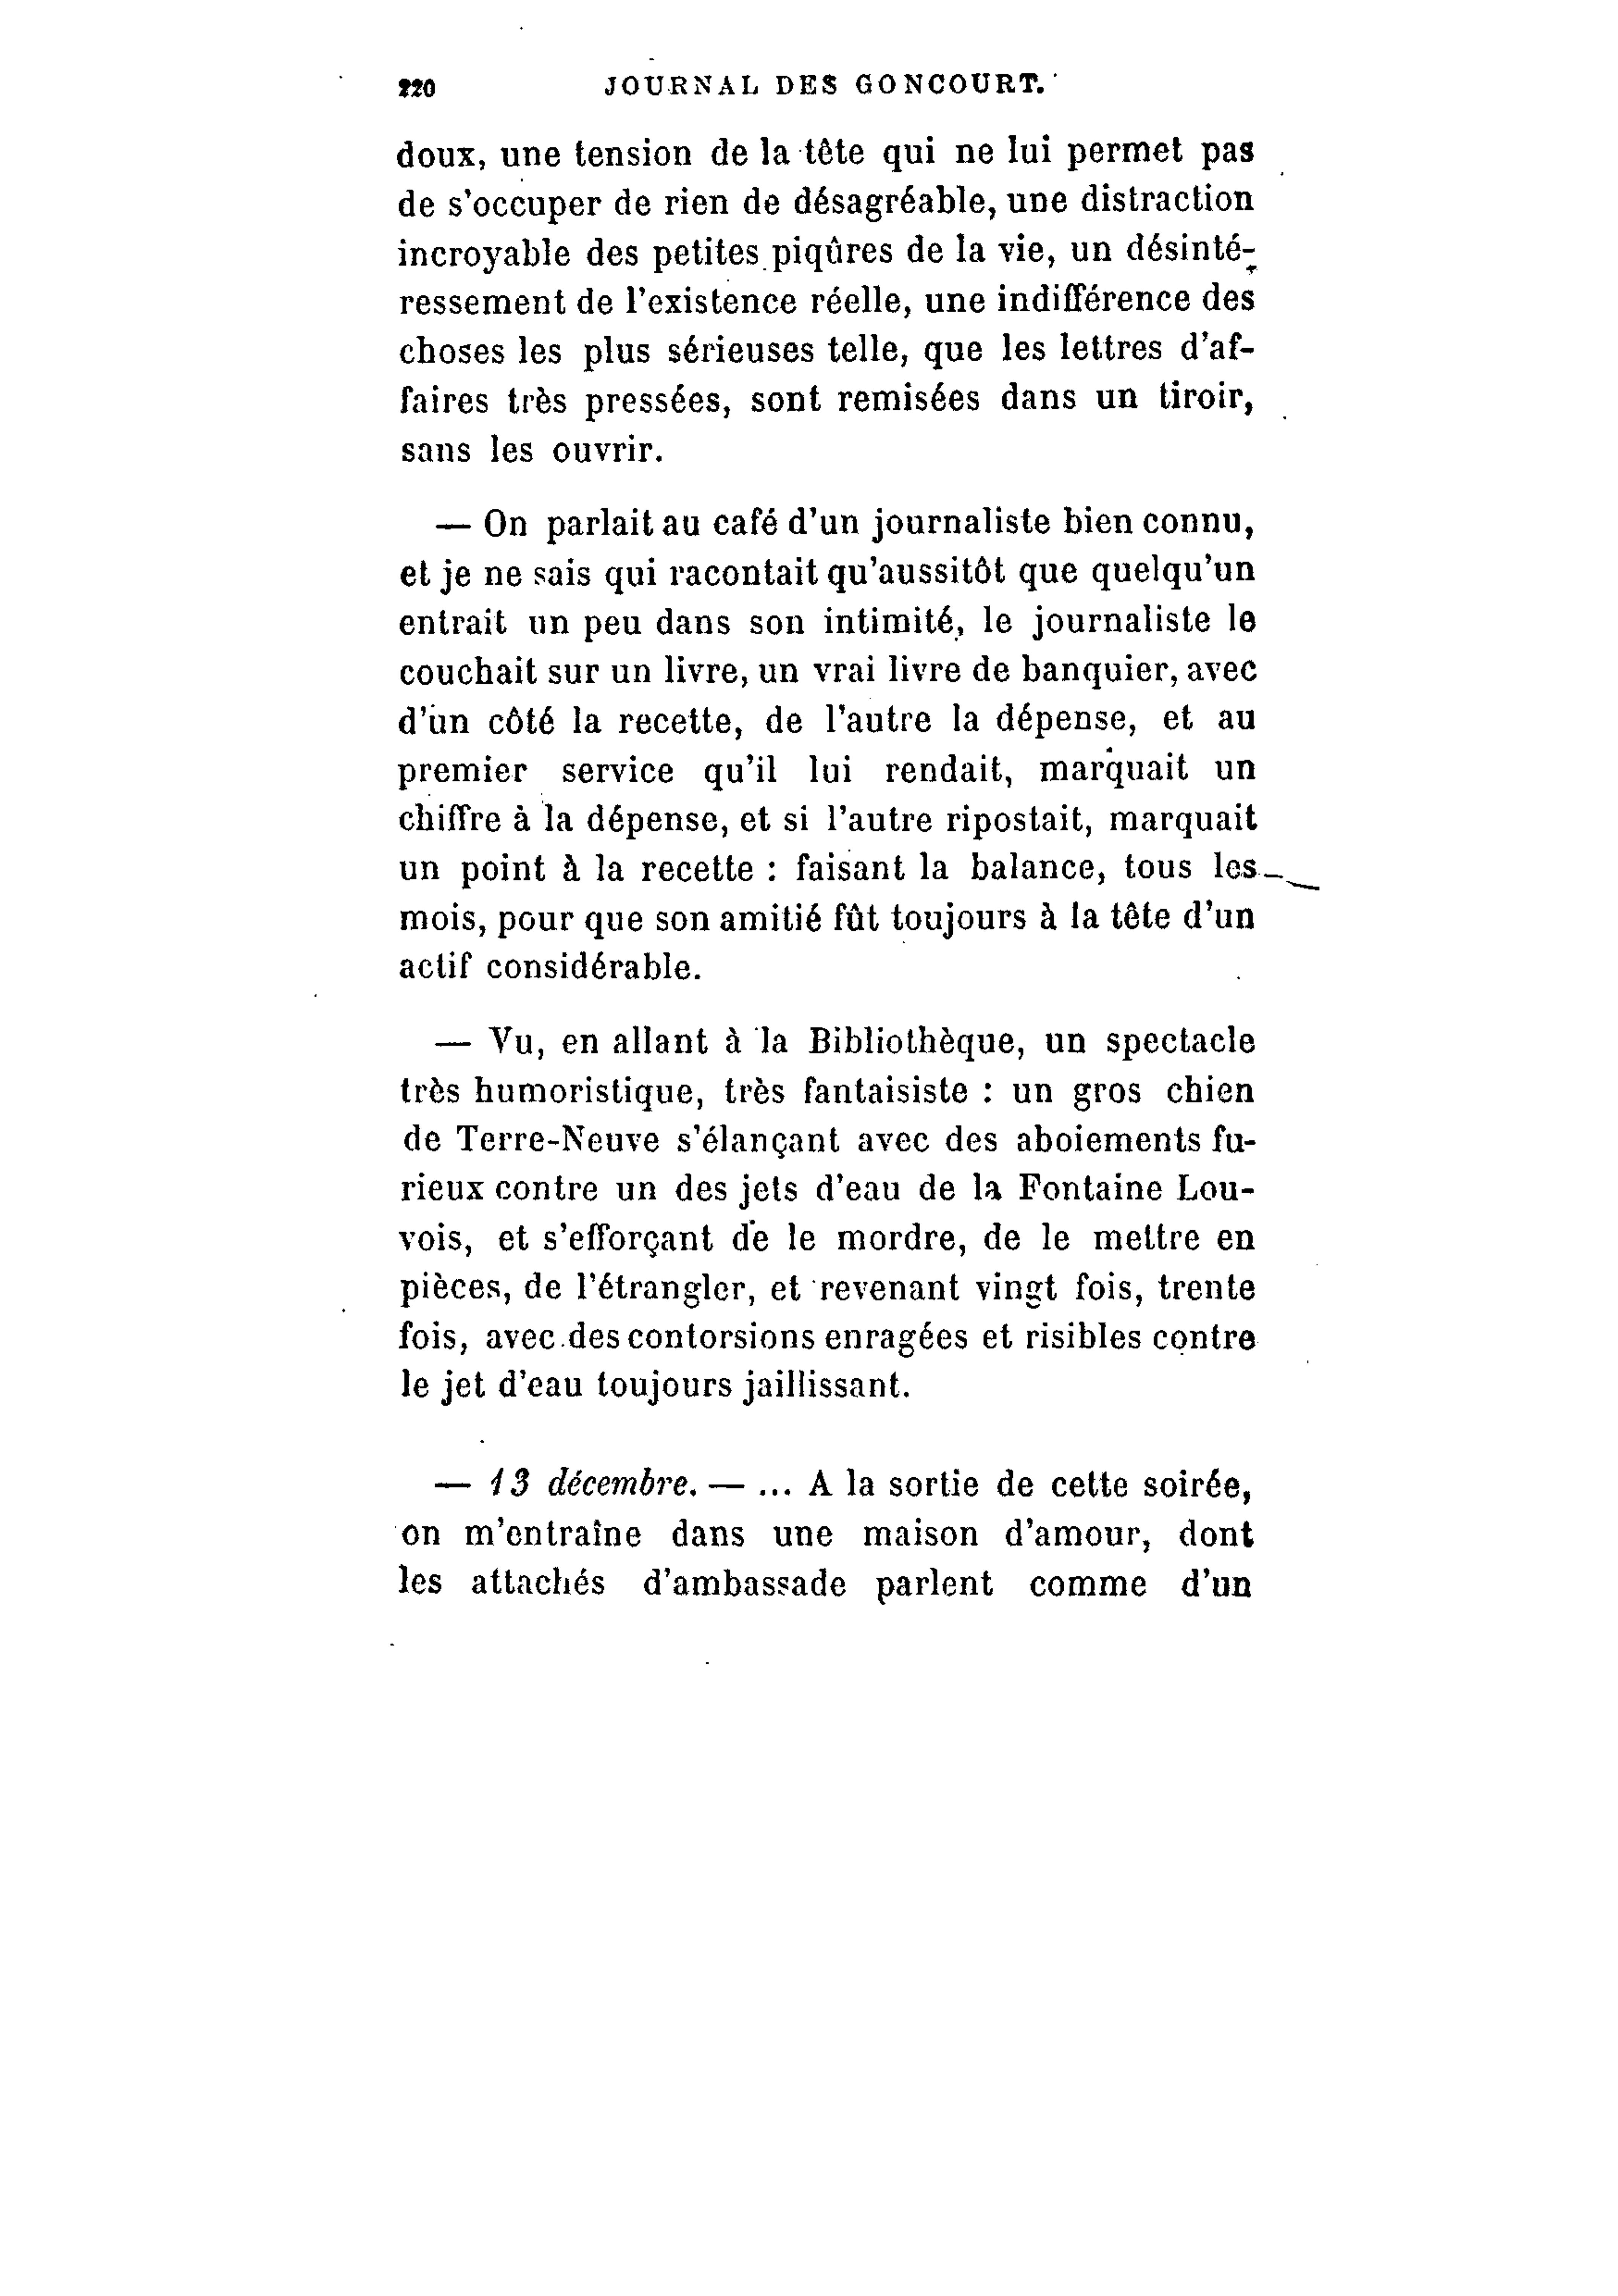 220 JOURNAL DES GONCOURT.
doux, une tension de la tête qui ne lui permet pas
de s'occuper de rien de désagréable, une distraction
incroyable des petites piqûres de la vie, un désinté-
ressement de l'existence réelle, une indifférence des
choses les plus sérieuses telle, que les lettres d'af-
faires très pressées, sont remisées dans un tiroir,
sans les ouvrir.
— On parlait au café d'un journaliste bien connu,
et je ne sais qui racontait qu'aussitôt que quelqu'un
entrait un peu dans son intimité, le journaliste le
couchait sur un livre, un vrai livre de banquier, avec
d'un côté la recette, de l'autre la dépense, et au
premier service qu'il lui rendait, marquait un
chiffre à la dépense, et si l'autre ripostait, marquait
un point à la recette : faisant la balance, tous les
mois, pour que son amitié fût toujours à la tête d'un
actif considérable.
— Vu, en allant à la Bibliothèque, un spectacle
très humoristique, très fantaisiste : un gros chien
de Terre-Neuve s'élançant avec des aboiements fu-
rieux contre un des jets d'eau de la Fontaine Lou-
vois, et s'efforçant de le mordre, de le mettre en
pièces, de l'étrangler, et revenant vingt fois, trente
fois, avec des contorsions enragées et risibles contre
le jet d'eau toujours jaillissant.
— 13 décembre. — ... A la sortie de cette soirée,
on m'entraîne dans une maison d'amour, dont
les attachés d'ambassade parlent comme d'un